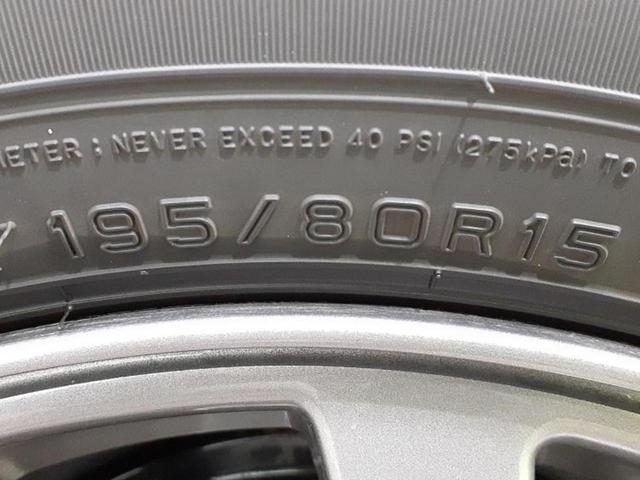 METER : NEVER EXCEED 40 PSI (275kPa) TO
195/80R15